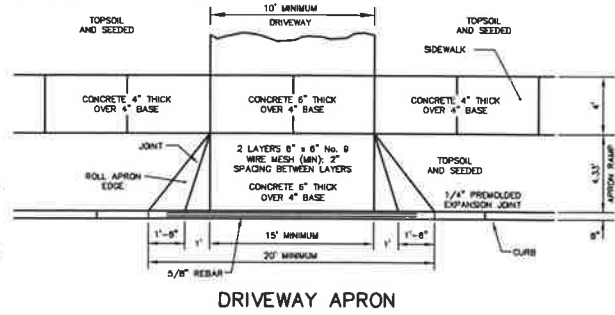 10' MINIMUM
DRIVEWAY
TOPSOIL
AND SEEDED
TOPSOIL
AND SEEDED
SIDEWALK
CONCRETE 4" THICK
OVER 4" BASE
CONCRETE 6" THICK
OVER 4" BASE
CONCRETE 4" THICK
OVER 4" BASE
4'
JOINT
ROLL APRON
EDGE
2 LAYERS 6" x 6" No. 9
WIRE MESH (MIN); 2"
SPACING BETWEEN LAYERS
CONCRETE 6" THICK
OVER 4" BASE
TOPSOIL
AND SEEDED
1/4" PREMOLDED
EXPANSION JOINT
4.33'
APRON RAMP
6"
1'-6"
1'
15' MINIMUM
1'
1'-6"
CURB
20' MINIMUM
5/8" REBAR
DRIVEWAY APRON